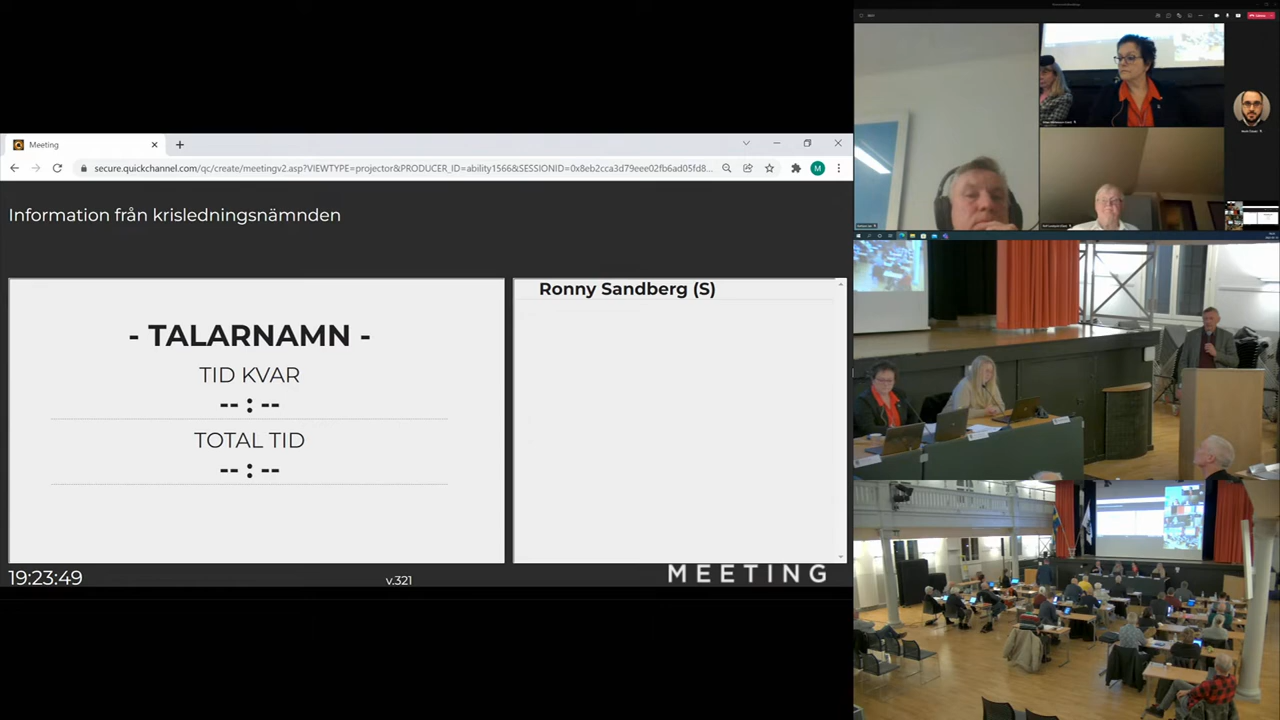 Meeting
secure.quickchannel.com/qc/create/meetingv2.asp?VIEWTYPE=projector&PRODUCER_ID=ability1566&SESSIONID=0x8eb2cca3d79eee02fb6ad05fd8...
M
Information från krisledningsnämnden
- TALARNAMN -
TID KVAR
-- : --
TOTAL TID
-- : --
Ronny Sandberg (S)
19:23:49
v.321
MEETING